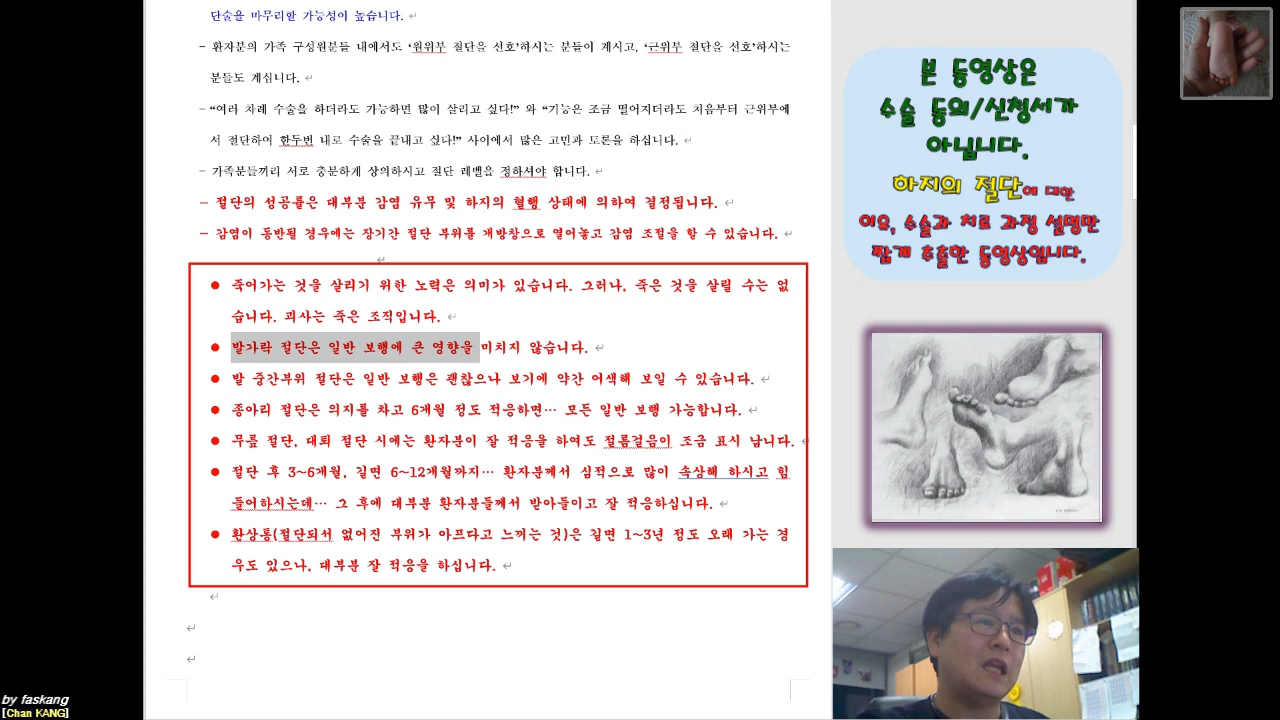 단술을 마무리할 가능성이 높습니다.
- 환자분의 가족 구성원분들 내에서도 ‘원위부 절단을 선호’하시는 분들이 계시고, ‘근위부 절단을 선호’하시는
분들도 계십니다.
- “여러 차례 수술을 하더라도 가능하면 많이 살리고 싶다!” 와 “기능은 조금 떨어지더라도 처음부터 근위부에
서 절단하여 한두번 내로 수술을 끝내고 싶다!” 사이에서 많은 고민과 토론을 하십니다.
- 가족분들끼리 서로 충분하게 상의하시고 절단 레벨을 정하셔야 합니다.
- 절단의 성공률은 대부분 감염 유무 및 하지의 혈행 상태에 의하여 결정됩니다.
- 감염이 동반될 경우에는 장기간 절단 부위를 개방창으로 열어놓고 감염 조절을 할 수 있습니다.
● 죽어가는 것을 살리기 위한 노력은 의미가 있습니다. 그러나, 죽은 것을 살릴 수는 없
습니다. 괴사는 죽은 조직입니다.
● 발가락 절단은 일반 보행에 큰 영향을 미치지 않습니다.
● 발 중간부위 절단은 일반 보행은 괜찮으나 보기에 약간 어색해 보일 수 있습니다.
● 종아리 절단은 의지를 차고 6개월 정도 적응하면… 모든 일반 보행 가능합니다.
● 무릎 절단, 대퇴 절단 시에는 환자분이 잘 적응을 하여도 절름걸음이 조금 표시 납니다.
● 절단 후 3~6개월, 길면 6~12개월까지… 환자분께서 심적으로 많이 속상해 하시고 힘
들어하시는데… 그 후에 대부분 환자분들께서 받아들이고 잘 적응하십니다.
● 환상통(절단되서 없어진 부위가 아프다고 느끼는 것)은 길면 1~3년 정도 오래 가는 경
우도 있으나, 대부분 잘 적응을 하십니다.
본 동영상은
수술 동의/신청서가
아닙니다.
하지의 절단에 대한
이유, 수술과 치료 과정 설명만
짧게 추출한 동영상입니다.
by faskang
[Chan KANG]